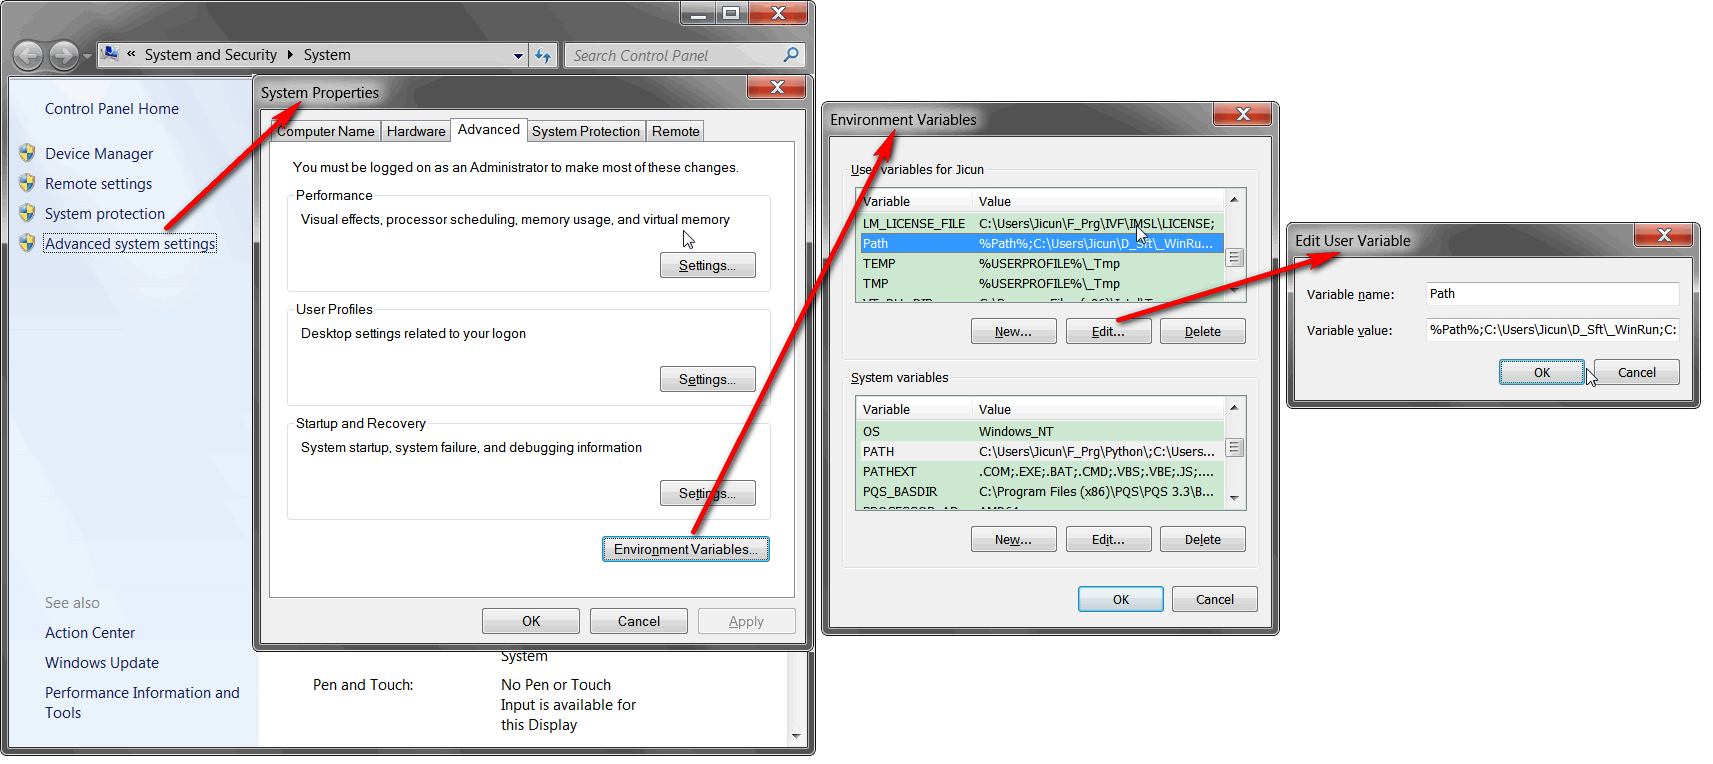 « System and Security ▸ System
Search Control Panel
Control Panel Home
Device Manager
Remote settings
System protection
Advanced system settings
See also
Action Center
Windows Update
Performance Information and
Tools
System Properties
Computer Name
Hardware
Advanced
System Protection
Remote
You must be logged on as an Administrator to make most of these changes.
Performance
Visual effects, processor scheduling, memory usage, and virtual memory
Settings...
User Profiles
Desktop settings related to your logon
Settings...
Startup and Recovery
System startup, system failure, and debugging information
Settings...
Environment Variables...
OK
Cancel
Apply
System
Pen and Touch:
No Pen or Touch
Input is available for
this Display
Environment Variables
User variables for Jicun
Variable Value
LM_LICENSE_FILE C:\Users\Jicun\F_Prg\IVF\IMSL\LICENSE;
Path %Path%;C:\Users\Jicun\D_Sft\_WinRu...
TEMP %USERPROFILE%\_Tmp
TMP %USERPROFILE%\_Tmp
New...
Edit...
Delete
System variables
Variable Value
OS Windows_NT
PATH C:\Users\Jicun\F_Prg\Python\;C:\Users...
PATHEXT .COM;.EXE;.BAT;.CMD;.VBS;.VBE;.JS;....
PQS_BASDIR C:\Program Files (x86)\PQS\PQS 3.3\B...
New...
Edit...
Delete
OK
Cancel
Edit User Variable
Variable name: Path
Variable value: %Path%;C:\Users\Jicun\D_Sft\_WinRun;C:
OK
Cancel